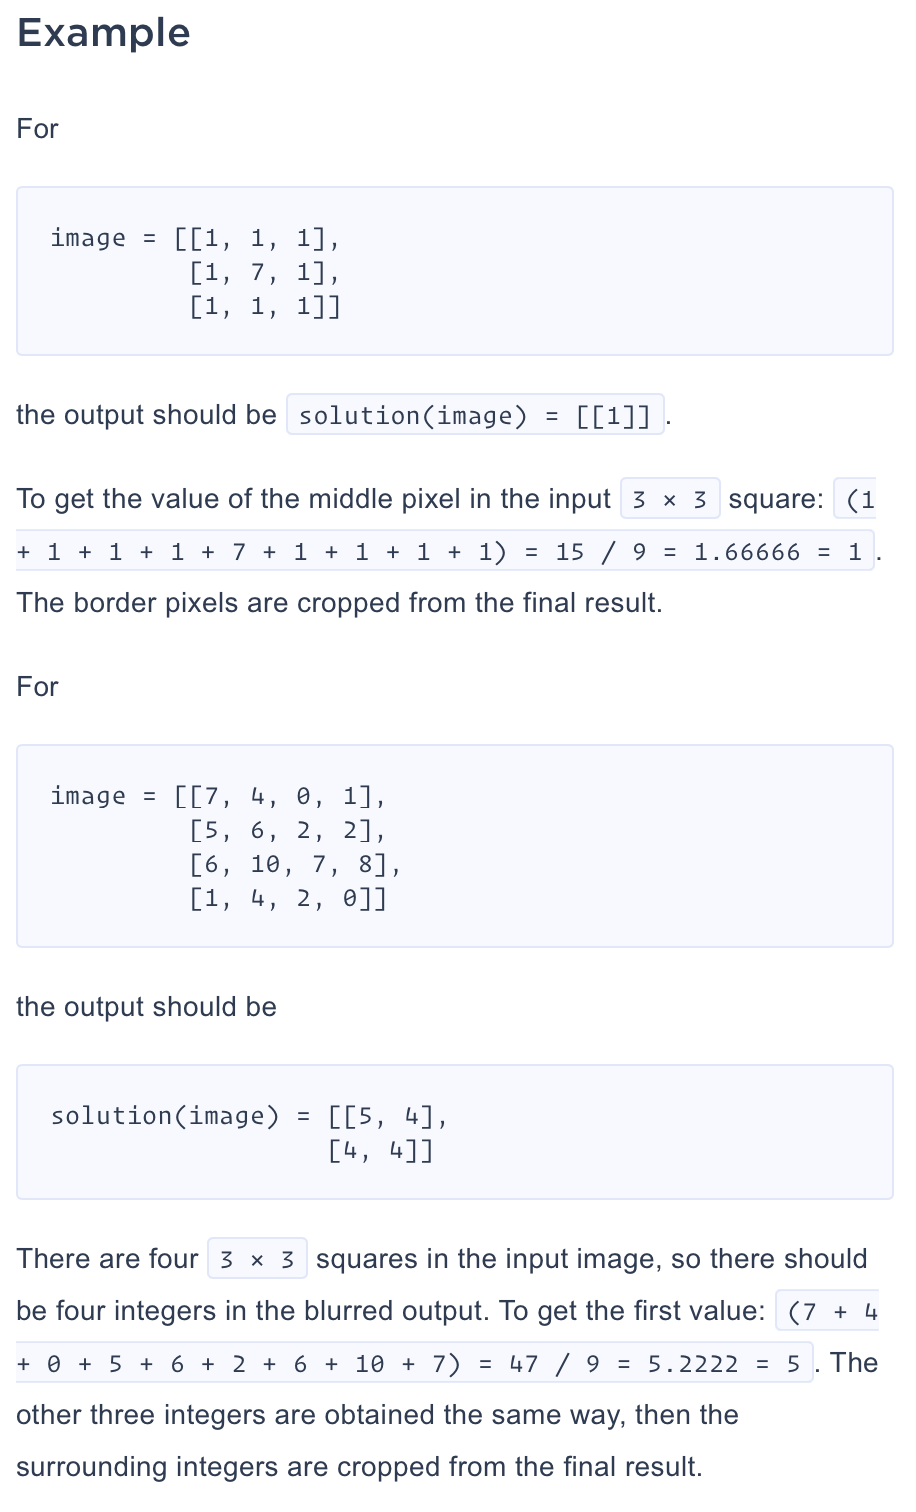 Example
For
image = [[1, 1, 1],
         [1, 7, 1],
         [1, 1, 1]]
the output should be solution(image) = [[1]].
To get the value of the middle pixel in the input 3 × 3 square: (1
+ 1 + 1 + 1 + 7 + 1 + 1 + 1 + 1) = 15 / 9 = 1.66666 = 1.
The border pixels are cropped from the final result.
For
image = [[7, 4, 0, 1],
         [5, 6, 2, 2],
         [6, 10, 7, 8],
         [1, 4, 2, 0]]
the output should be
solution(image) = [[5, 4],
                  [4, 4]]
There are four 3 × 3 squares in the input image, so there should
be four integers in the blurred output. To get the first value: (7 + 4
+ 0 + 5 + 6 + 2 + 6 + 10 + 7) = 47 / 9 = 5.2222 = 5. The
other three integers are obtained the same way, then the
surrounding integers are cropped from the final result.